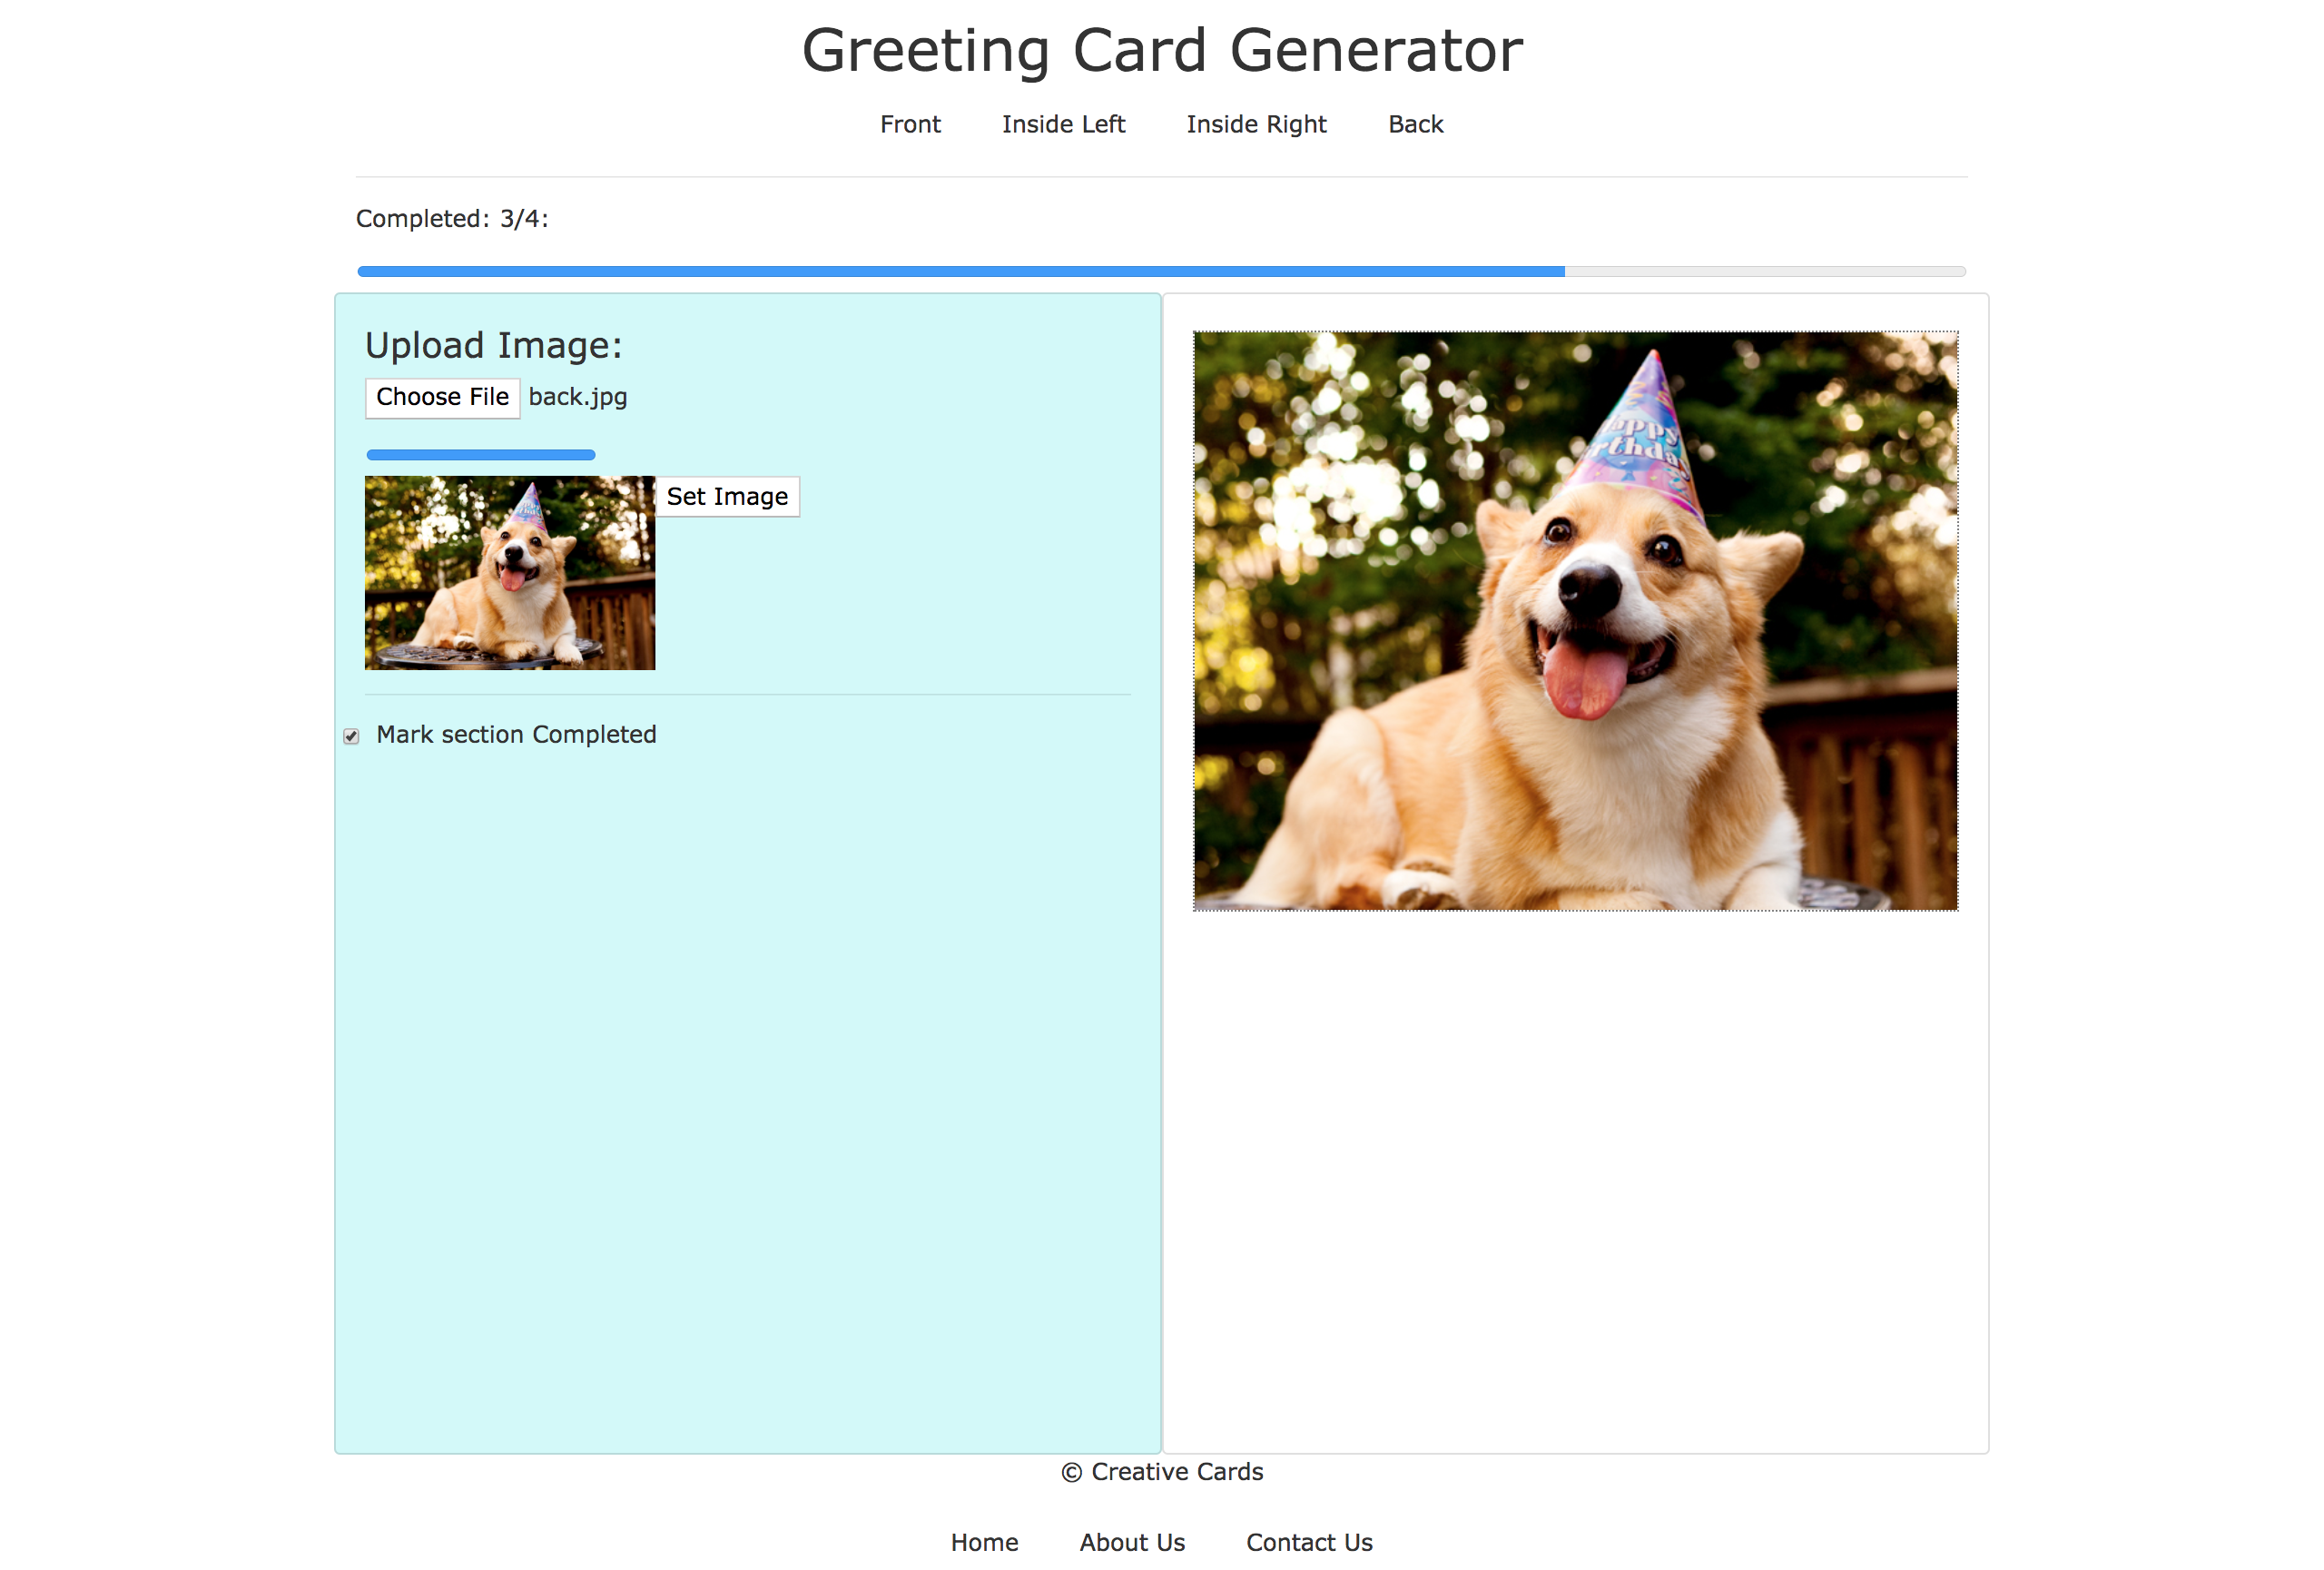 Greeting Card Generator
Front Inside Left Inside Right Back
Completed: 3/4:
Upload Image:
Choose File back.jpg
Set Image
Mark section Completed
© Creative Cards
Home About Us Contact Us